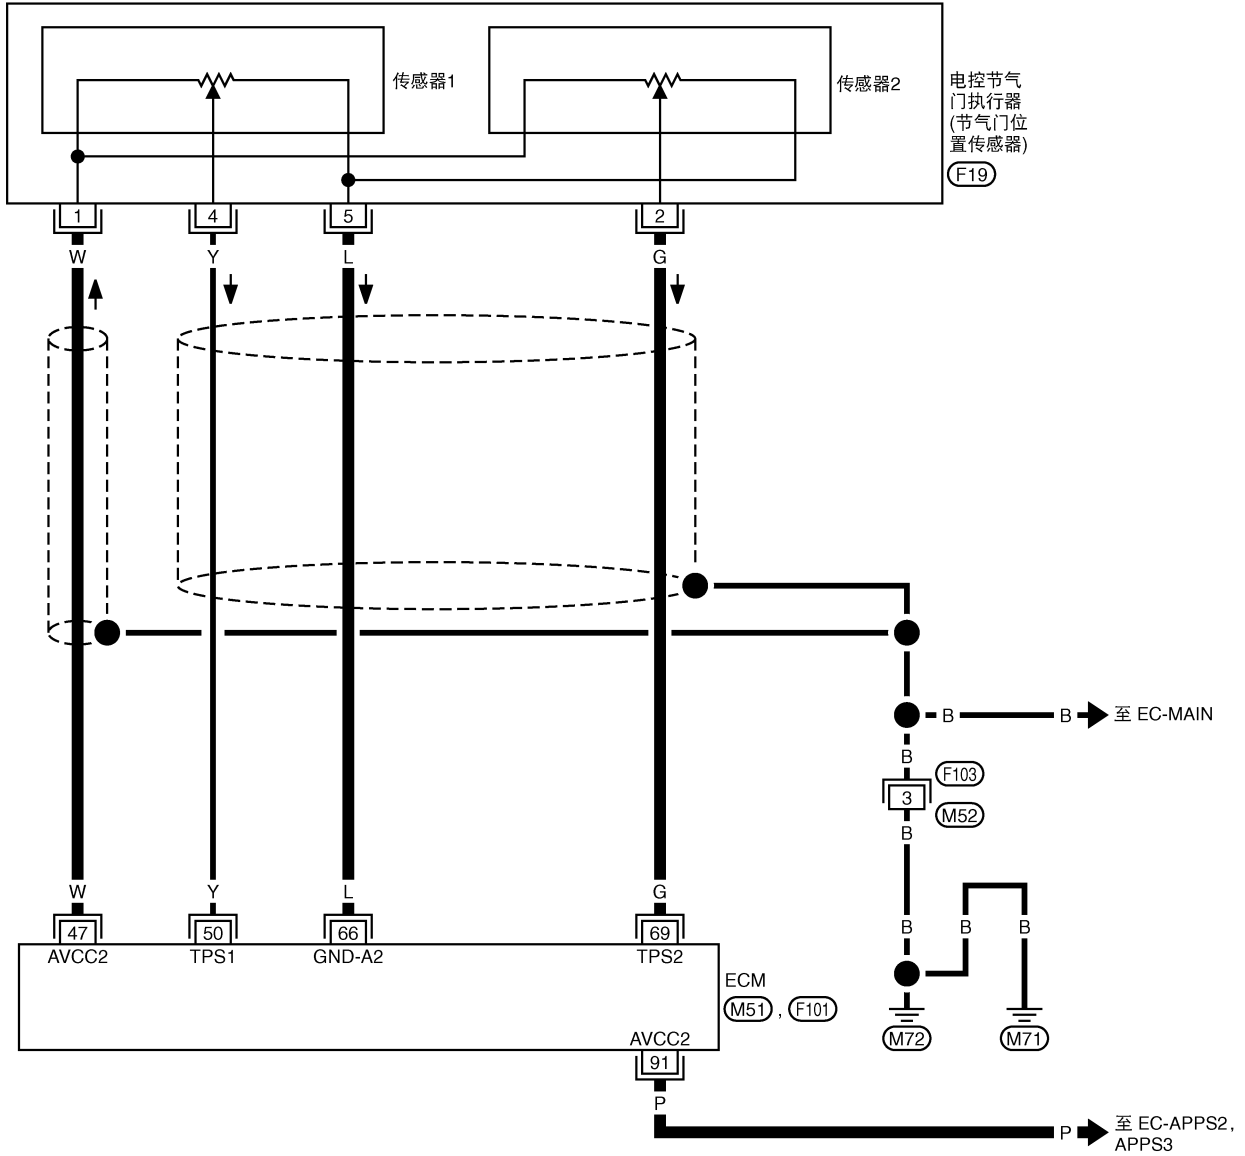 传感器1
传感器2
电控节气
门执行器
(节气门位
置传感器)
F19
1
4
5
2
W
Y
L
G
B
B
至 EC-MAIN
B
F103
3
M52
B
W
Y
L
G
47
50
66
69
B
B
B
AVCC2
TPS1
GND-A2
TPS2
ECM
M51 , F101
AVCC2
M72
M71
91
P
P
至 EC-APPS2,
APPS3